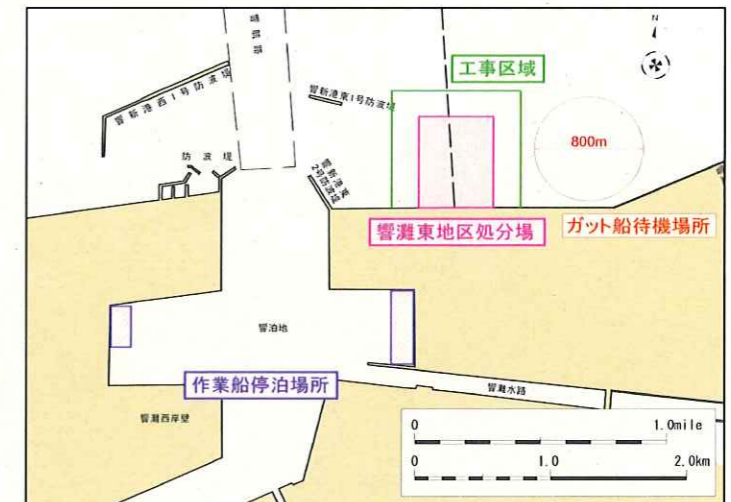 響航路
N
工事区域
響新港西1号防波堤
響新港東1号防波堤
800m
防波堤
響新港東
2号防波堤
響灘東地区処分場
ガット船待機場所
響泊地
作業船停泊場所
響灘水路
響灘西岸壁
0 1.0mile
0 1.0 2.0km